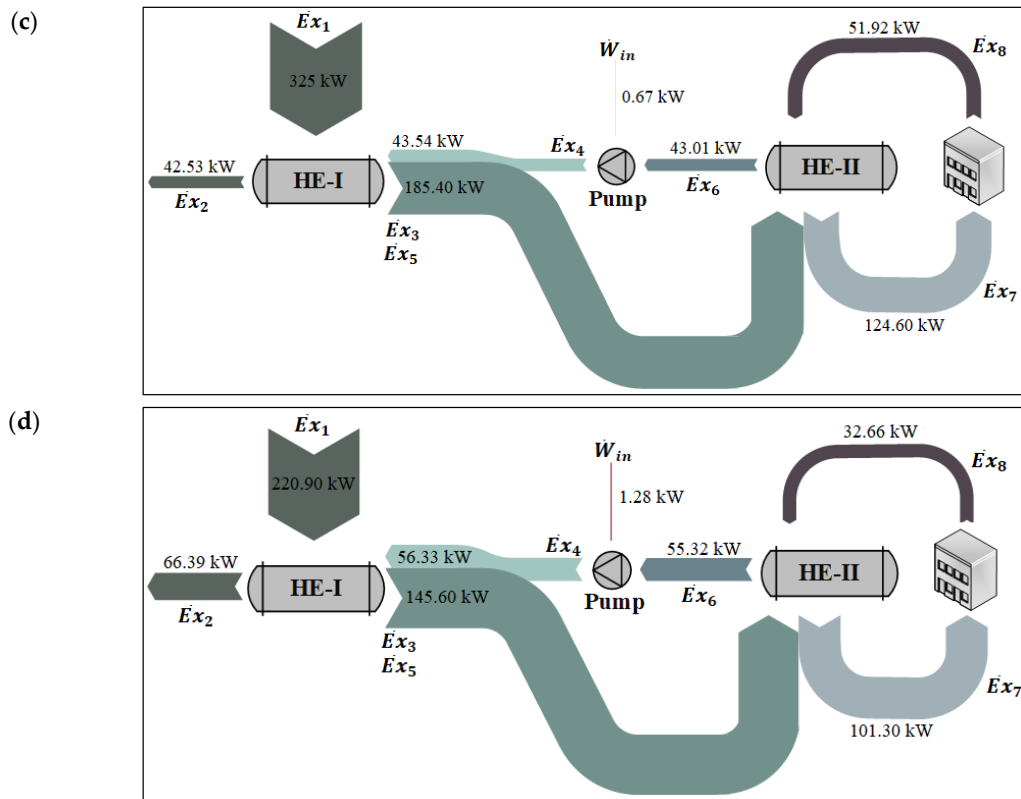 (c)
Ėx₁
325 kW
Ẇin
0.67 kW
51.92 kW
Ėx₈
42.53 kW
Ėx₂
HE-I
43.54 kW
185.40 kW
Ėx₃
Ėx₅
Ėx₄
Pump
43.01 kW
Ėx₆
HE-II
Ėx₇
124.60 kW
(d)
Ėx₁
220.90 kW
Ẇin
1.28 kW
32.66 kW
Ėx₈
66.39 kW
Ėx₂
HE-I
56.33 kW
145.60 kW
Ėx₃
Ėx₅
Ėx₄
Pump
55.32 kW
Ėx₆
HE-II
Ėx₇
101.30 kW